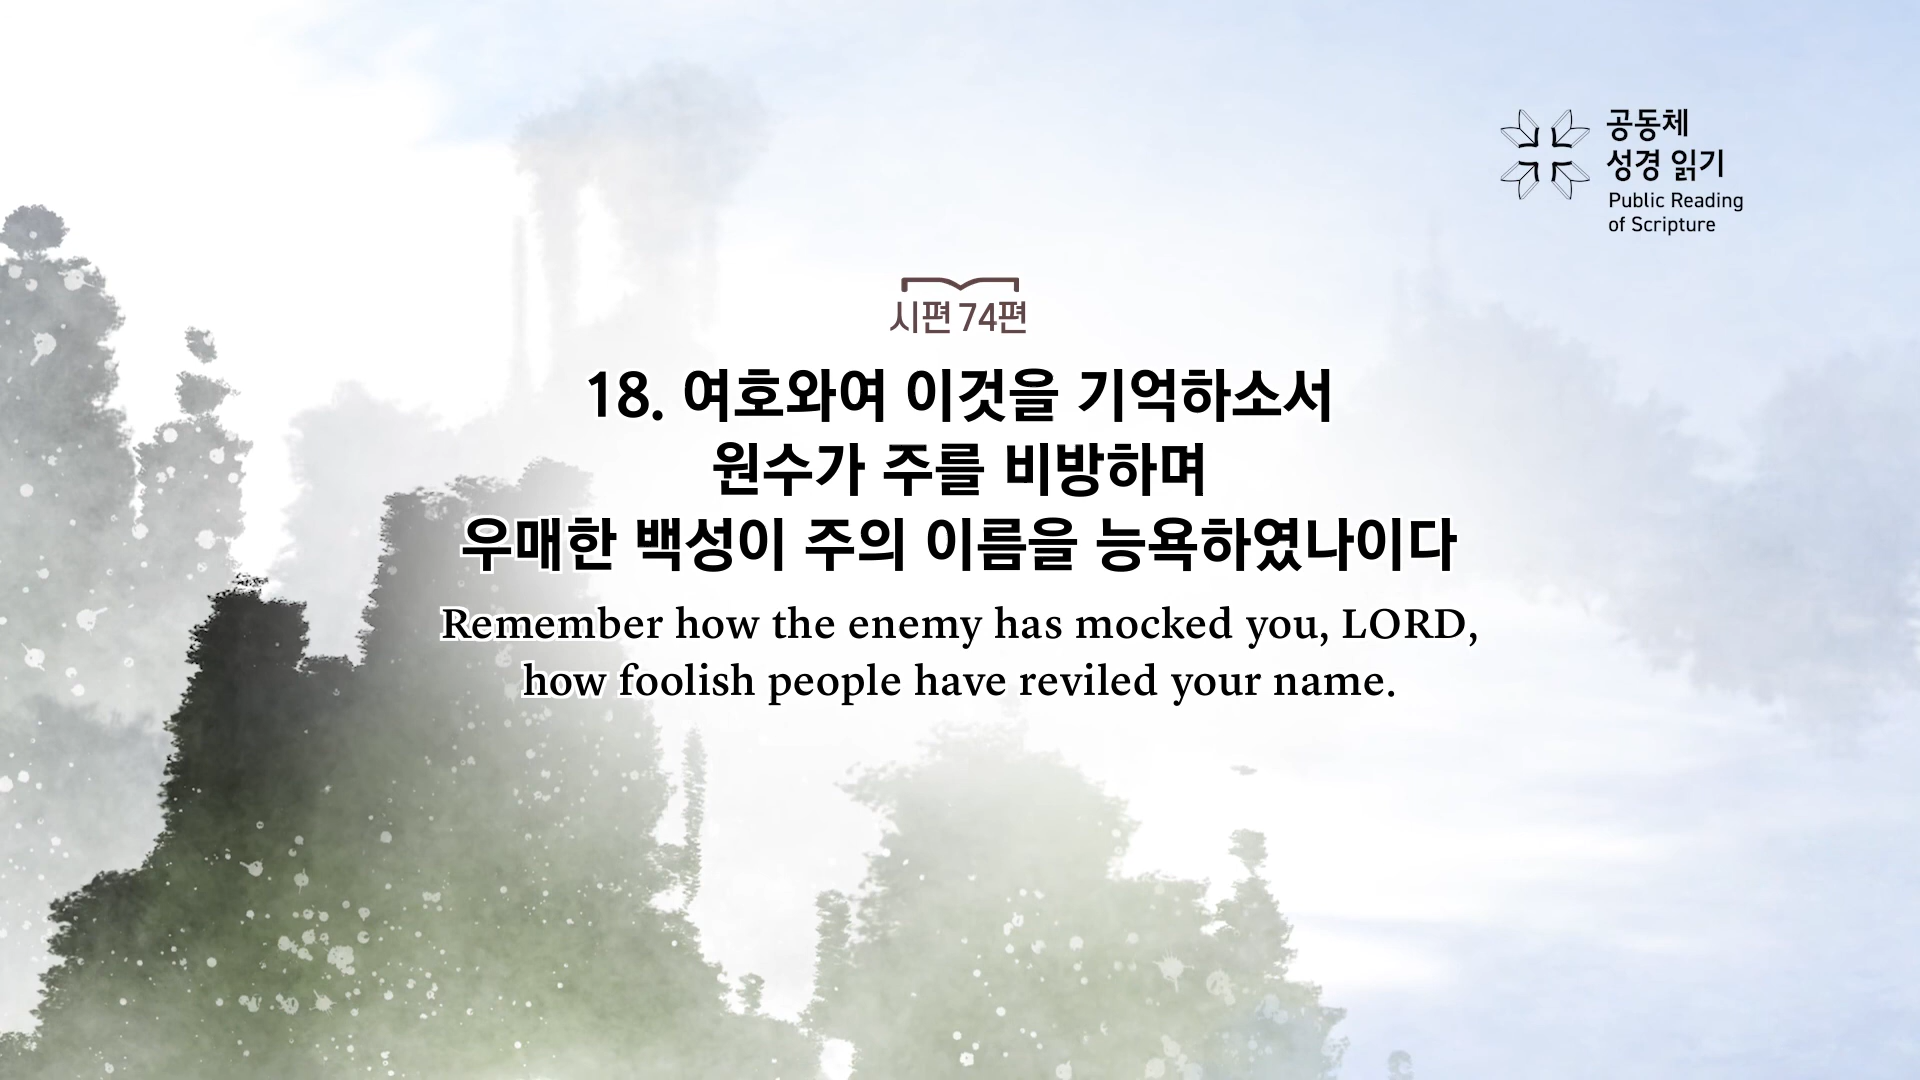 공동체
성경 읽기
Public Reading
of Scripture
시편 74편
18. 여호와여 이것을 기억하소서
원수가 주를 비방하며
우매한 백성이 주의 이름을 능욕하였나이다
Remember how the enemy has mocked you, LORD,
how foolish people have reviled your name.